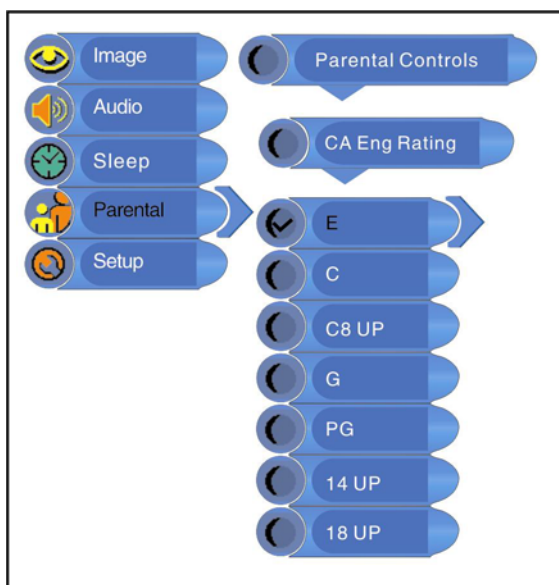 Image
Audio
Sleep
Parental
Setup
Parental Controls
CA Eng Rating
E
C
C8 UP
G
PG
14 UP
18 UP